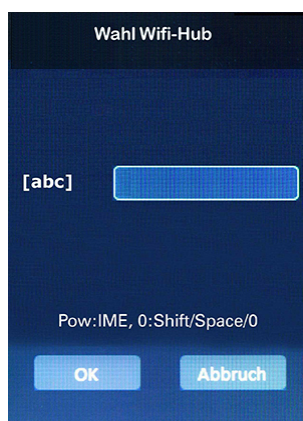 Wahl Wifi-Hub
[abc]
Pow:IME, 0:Shift/Space/0
OK
Abbruch